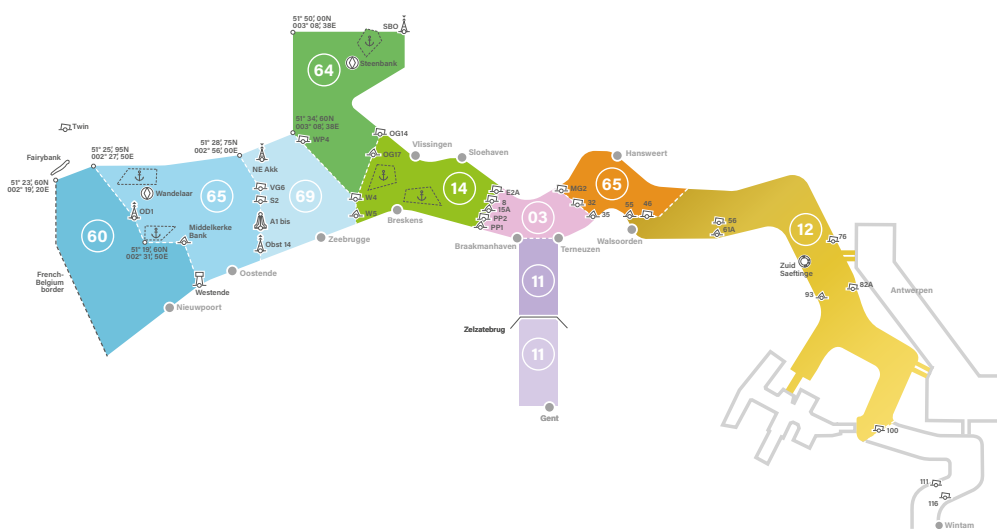 51° 50', 00N
003° 08', 38E
SBO
Steenbank
64
Twin
51° 34', 60N
003° 08', 38E
WP4
OG14
Vlissingen
Sloehaven
OG17
Hansweert
Fairybank
51° 25', 95N
002° 27', 50E
51° 28', 75N
002° 56', 00E
NE Akk
51° 23', 60N
002° 19', 20E
Wandelaar
65
VG6
S2
69
W4
W5
14
Breskens
E2A
8
15A
PP2
PP1
MG2
32
35
65
55
46
03
OD1
Middelkerke
Bank
A1 bis
Obst 14
Zeebrugge
60
51° 19', 60N
002° 31', 50E
Braakmanhaven
Terneuzen
Walsoorden
56
61A
12
76
French-
Belgium
border
Oostende
Westende
Nieuwpoort
11
Zuid
Saeftinge
93
82A
Antwerpen
Zelzatebrug
11
Gent
100
111
116
Wintam